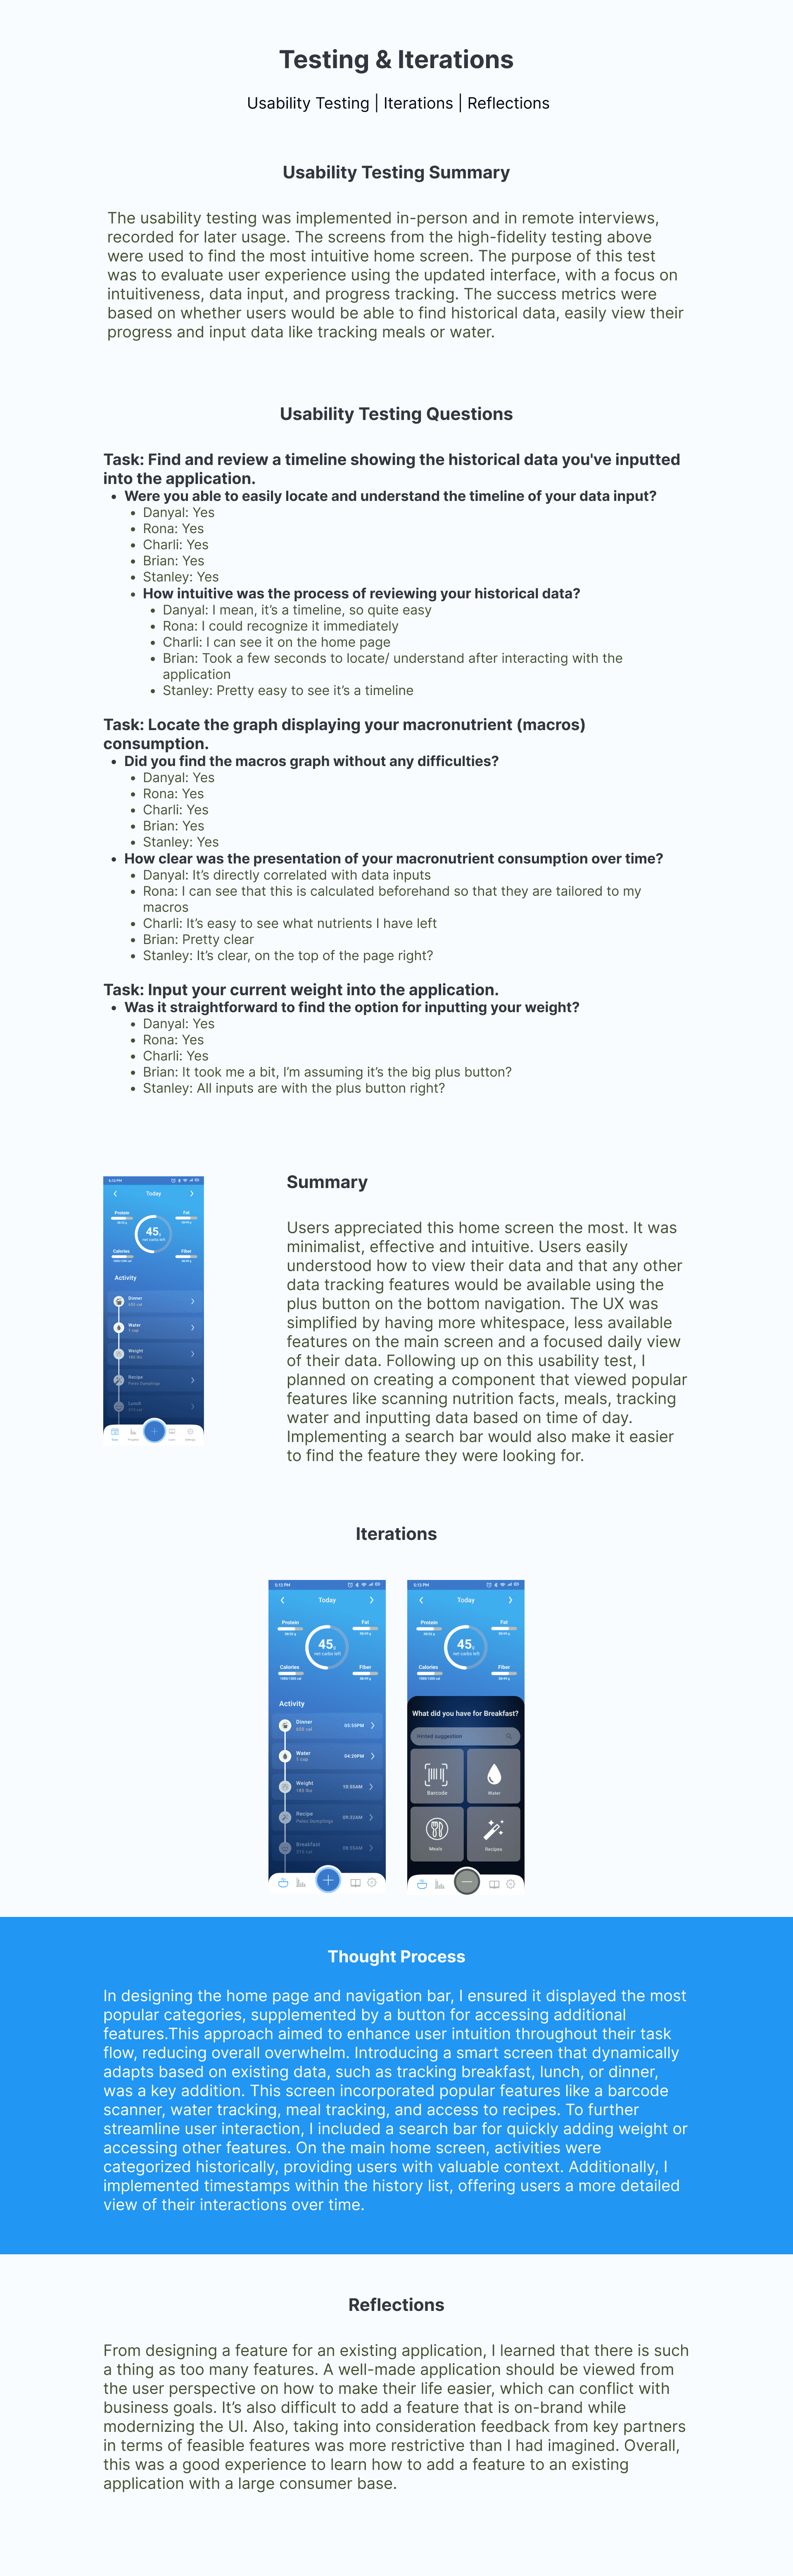 Testing & Iterations
Usability Testing | Iterations | Reflections
Usability Testing Summary
The usability testing was implemented in-person and in remote interviews,
recorded for later usage. The screens from the high-fidelity testing above
were used to find the most intuitive home screen. The purpose of this test
was to evaluate user experience using the updated interface, with a focus on
intuitiveness, data input, and progress tracking. The success metrics were
based on whether users would be able to find historical data, easily view their
progress and input data like tracking meals or water.
Usability Testing Questions
Task: Find and review a timeline showing the historical data you've inputted
into the application.
• Were you able to easily locate and understand the timeline of your data input?
• Danyal: Yes
• Rona: Yes
• Charli: Yes
• Brian: Yes
• Stanley: Yes
• How intuitive was the process of reviewing your historical data?
• Danyal: I mean, it’s a timeline, so quite easy
• Rona: I could recognize it immediately
• Charli: I can see it on the home page
• Brian: Took a few seconds to locate/ understand after interacting with the
application
• Stanley: Pretty easy to see it’s a timeline
Task: Locate the graph displaying your macronutrient (macros)
consumption.
• Did you find the macros graph without any difficulties?
• Danyal: Yes
• Rona: Yes
• Charli: Yes
• Brian: Yes
• Stanley: Yes
• How clear was the presentation of your macronutrient consumption over time?
• Danyal: It’s directly correlated with data inputs
• Rona: I can see that this is calculated beforehand so that they are tailored to my
macros
• Charli: It’s easy to see what nutrients I have left
• Brian: Pretty clear
• Stanley: It’s clear, on the top of the page right?
Task: Input your current weight into the application.
• Was it straightforward to find the option for inputting your weight?
• Danyal: Yes
• Rona: Yes
• Charli: Yes
• Brian: It took me a bit, I’m assuming it’s the big plus button?
• Stanley: All inputs are with the plus button right?
5:13 PM
Today
Protein
Fat
45g
net carbs left
Calories
Fiber
Activity
Dinner
Water
1 cup
Weight
185 lbs
Recipe
Paleo Dumplings
Lunch
Summary
Users appreciated this home screen the most. It was
minimalist, effective and intuitive. Users easily
understood how to view their data and that any other
data tracking features would be available using the
plus button on the bottom navigation. The UX was
simplified by having more whitespace, less available
features on the main screen and a focused daily view
of their data. Following up on this usability test, I
planned on creating a component that viewed popular
features like scanning nutrition facts, meals, tracking
water and inputting data based on time of day.
Implementing a search bar would also make it easier
to find the feature they were looking for.
Iterations
5:13 PM
Today
Protein
Fat
45g
net carbs left
Calories
Fiber
Activity
Dinner
05:50PM
Water
1 cup
04:20PM
Weight
185 lbs
10:35AM
Recipe
Paleo Dumplings
09:22AM
Breakfast
08:55AM
5:13 PM
Today
Protein
Fat
45g
net carbs left
Calories
Fiber
What did you have for Breakfast?
Hinted suggestion
Barcode
Water
Meals
Recipes
Thought Process
In designing the home page and navigation bar, I ensured it displayed the most
popular categories, supplemented by a button for accessing additional
features.This approach aimed to enhance user intuition throughout their task
flow, reducing overall overwhelm. Introducing a smart screen that dynamically
adapts based on existing data, such as tracking breakfast, lunch, or dinner,
was a key addition. This screen incorporated popular features like a barcode
scanner, water tracking, meal tracking, and access to recipes. To further
streamline user interaction, I included a search bar for quickly adding weight or
accessing other features. On the main home screen, activities were
categorized historically, providing users with valuable context. Additionally, I
implemented timestamps within the history list, offering users a more detailed
view of their interactions over time.
Reflections
From designing a feature for an existing application, I learned that there is such
a thing as too many features. A well-made application should be viewed from
the user perspective on how to make their life easier, which can conflict with
business goals. It’s also difficult to add a feature that is on-brand while
modernizing the UI. Also, taking into consideration feedback from key partners
in terms of feasible features was more restrictive than I had imagined. Overall,
this was a good experience to learn how to add a feature to an existing
application with a large consumer base.